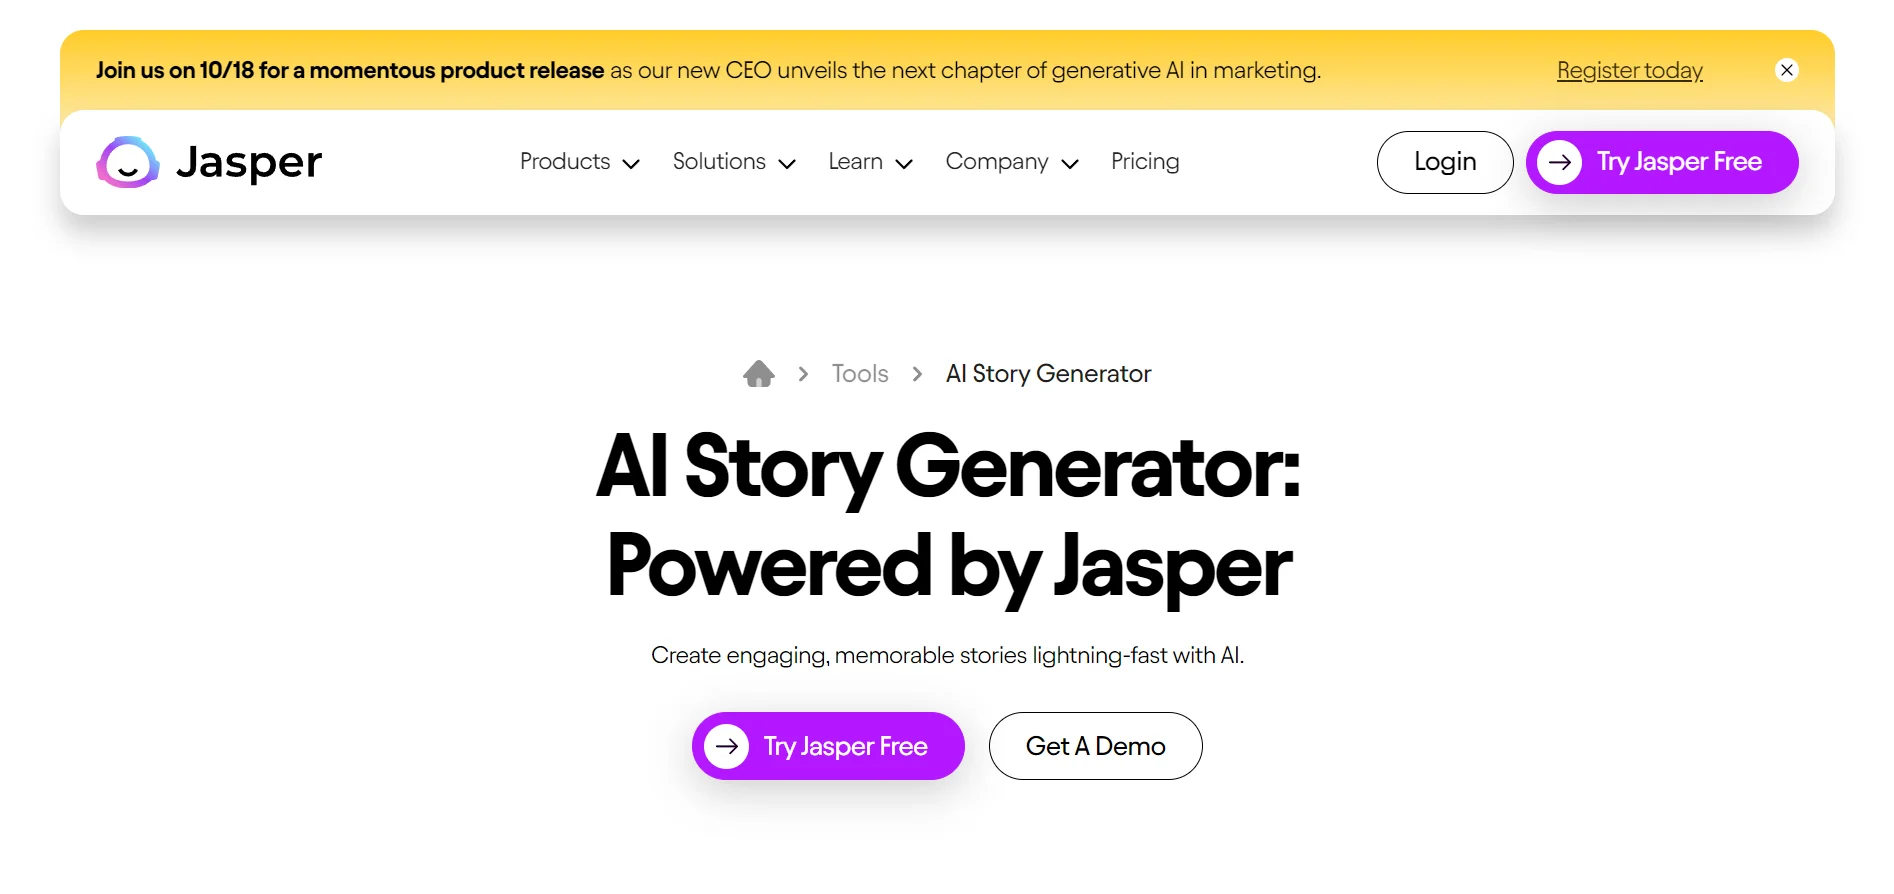 Join us on 10/18 for a momentous product release as our new CEO unveils the next chapter of generative AI in marketing. Register today
Jasper Products Solutions Learn Company Pricing Login Try Jasper Free
Tools AI Story Generator
AI Story Generator:
Powered by Jasper
Create engaging, memorable stories lightning-fast with AI.
Try Jasper Free Get A Demo